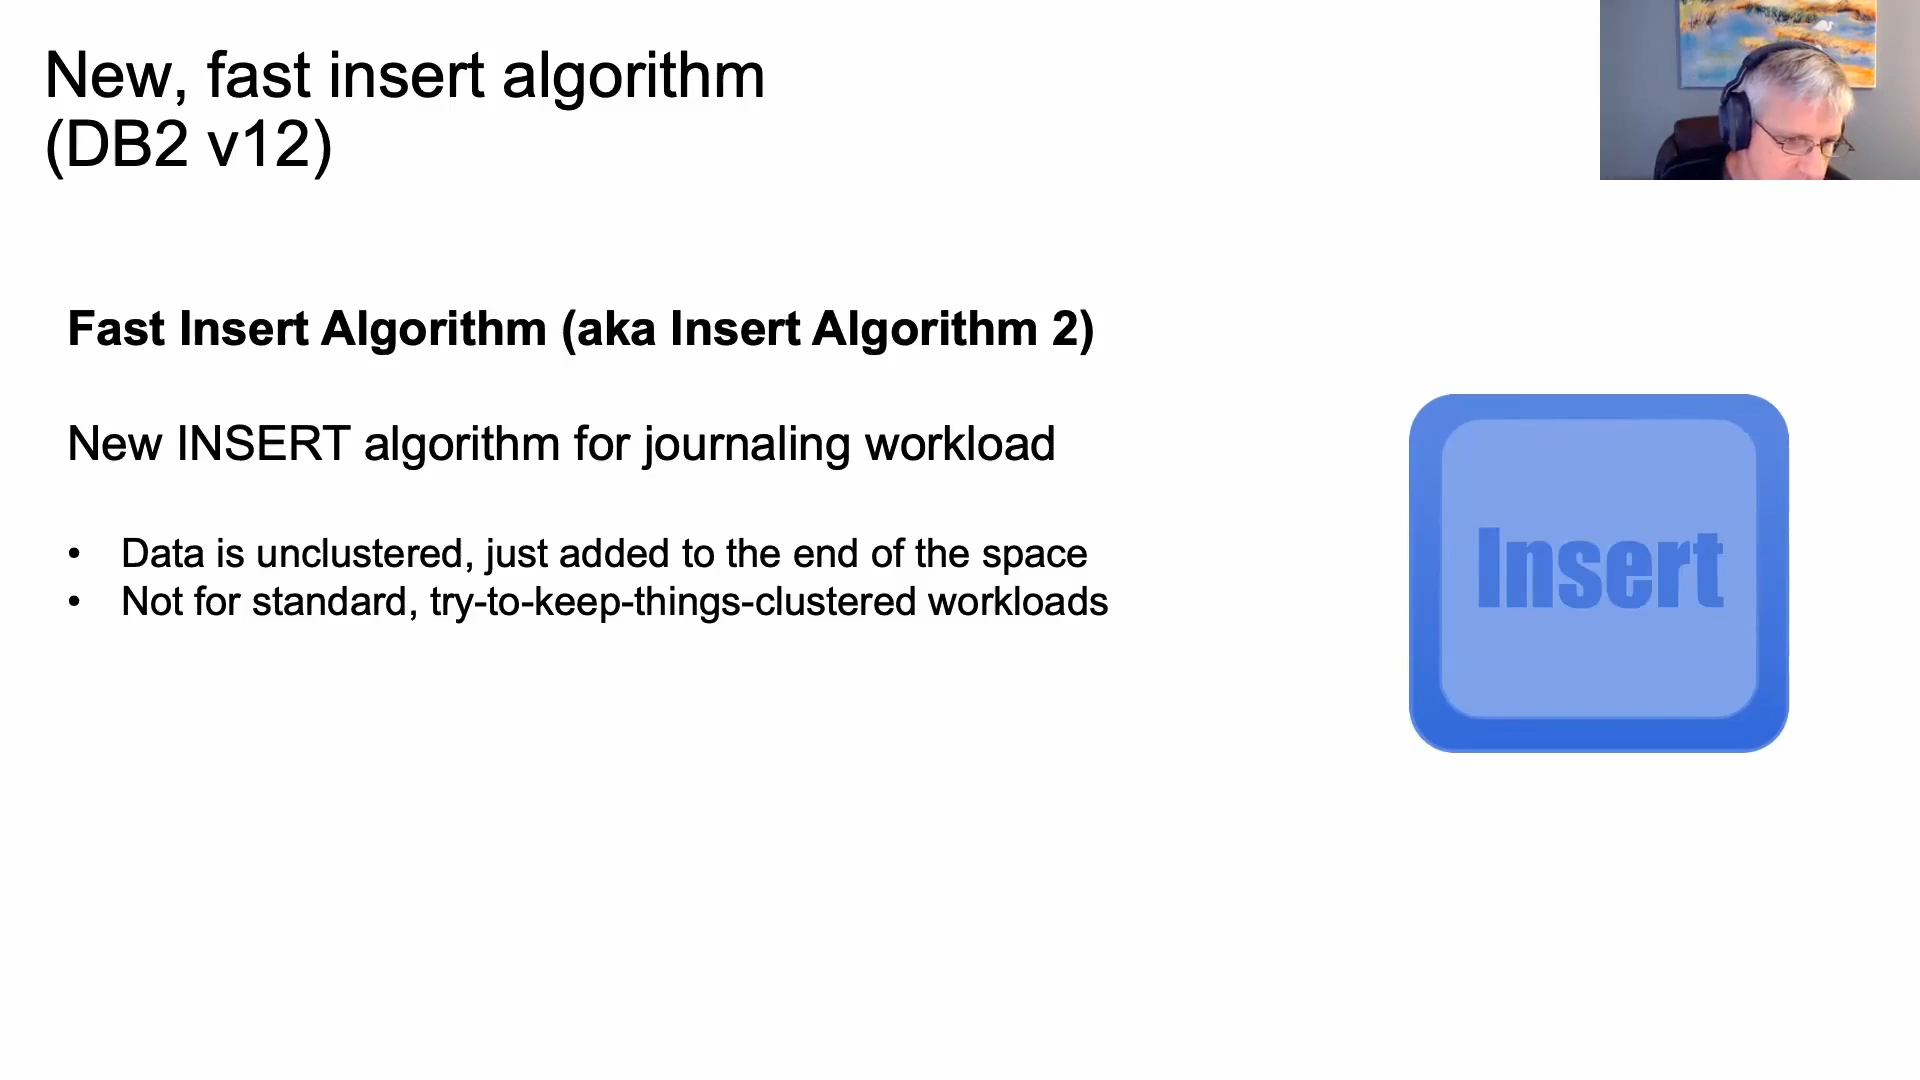 New, fast insert algorithm
(DB2 v12)
Fast Insert Algorithm (aka Insert Algorithm 2)
New INSERT algorithm for journaling workload
• Data is unclustered, just added to the end of the space
• Not for standard, try-to-keep-things-clustered workloads
Insert